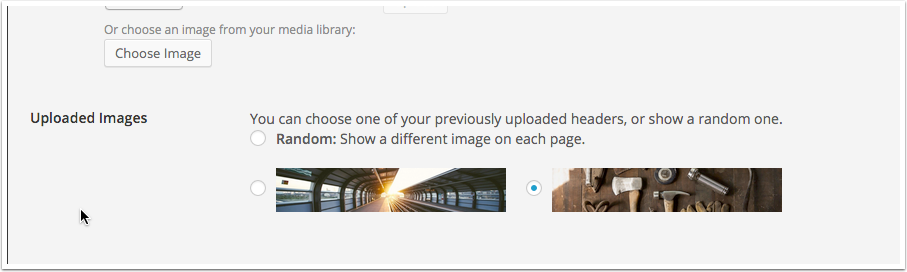 Or choose an image from your media library:
Choose Image
Uploaded Images
You can choose one of your previously uploaded headers, or show a random one.
Random: Show a different image on each page.